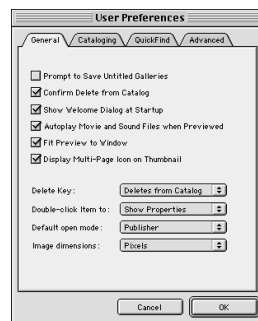 User Preferences
General Cataloging QuickFind Advanced
Prompt to Save Untitled Galleries
Confirm Delete from Catalog
Show Welcome Dialog at Startup
Autoplay Movie and Sound Files when Previewed
Fit Preview to Window
Display Multi-Page Icon on Thumbnail
Delete Key: Deletes from Catalog
Double-click Item to: Show Properties
Default open mode: Publisher
Image dimensions: Pixels
Cancel OK